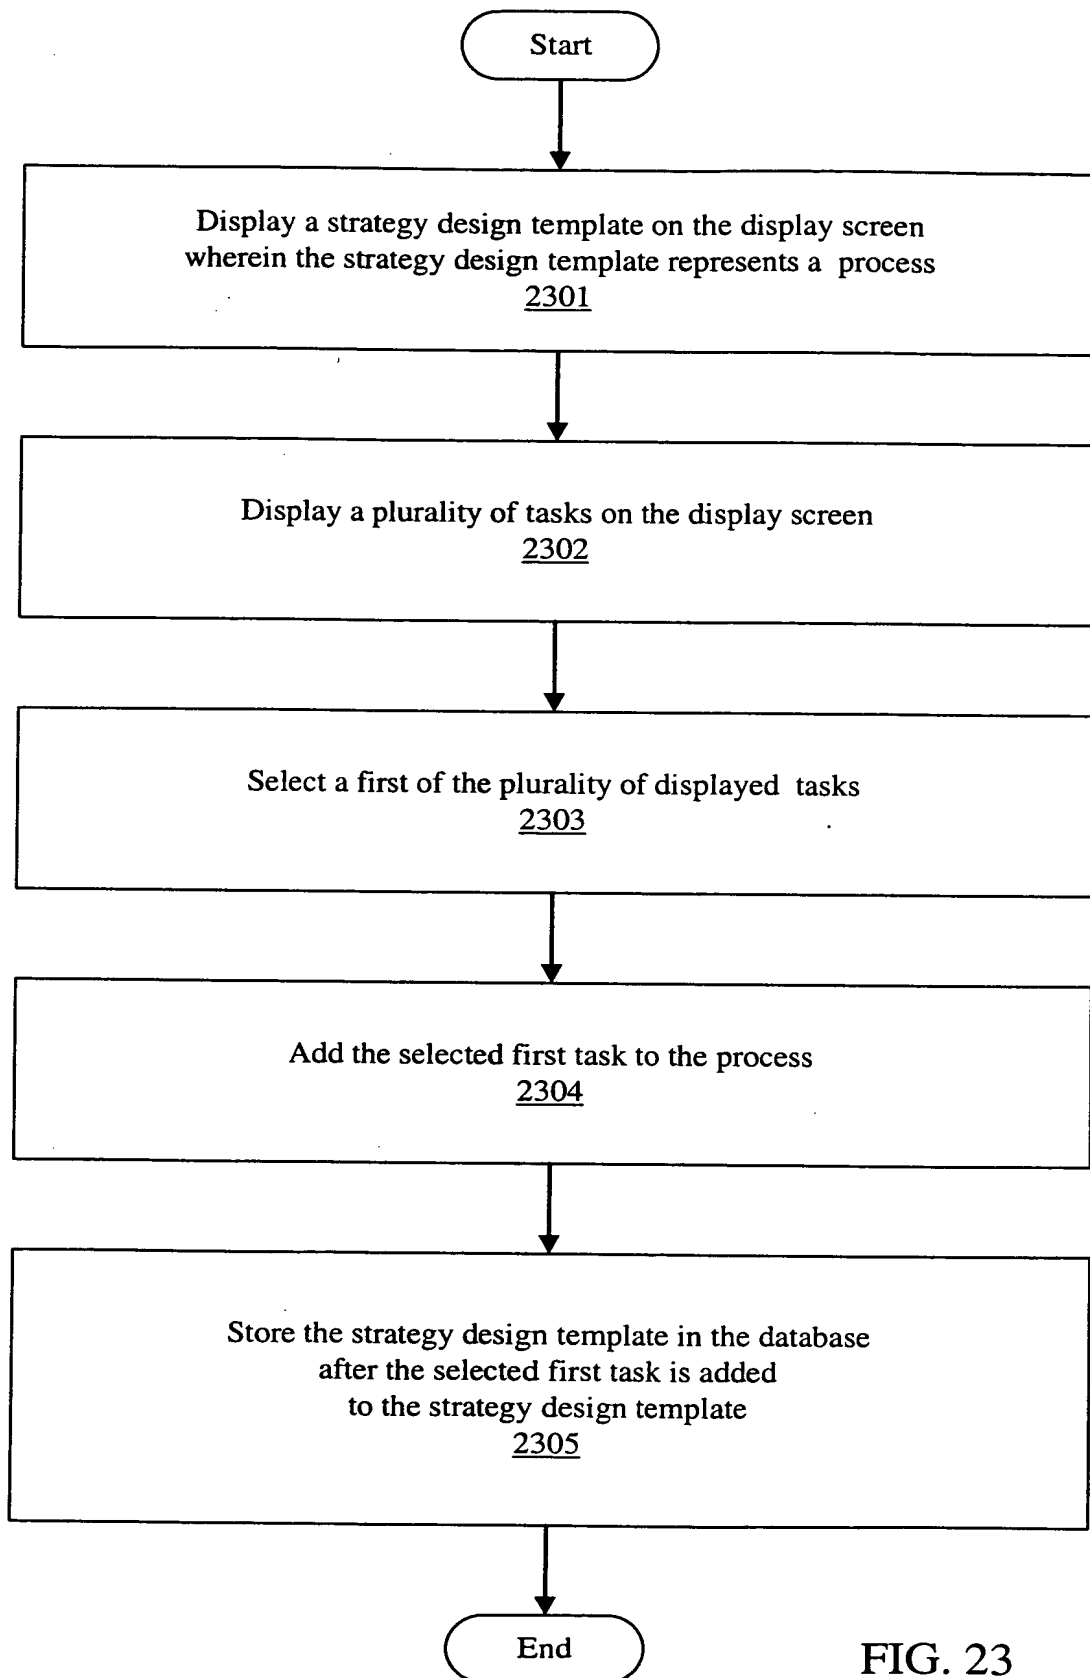 Start
Display a strategy design template on the display screen
wherein the strategy design template represents a process
2301
Display a plurality of tasks on the display screen
2302
Select a first of the plurality of displayed tasks
2303
Add the selected first task to the process
2304
Store the strategy design template in the database
after the selected first task is added
to the strategy design template
2305
End
FIG. 23